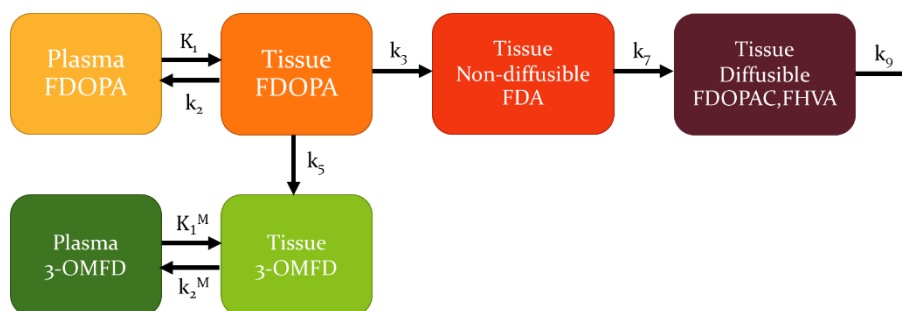 Plasma
FDOPA
K₁
k₂
Tissue
FDOPA
k₃
Tissue
Non-diffusible
FDA
k₇
Tissue
Diffusible
FDOPAC,FHVA
k₉
k₅
Plasma
3-OMFD
K₁ᴹ
k₂ᴹ
Tissue
3-OMFD